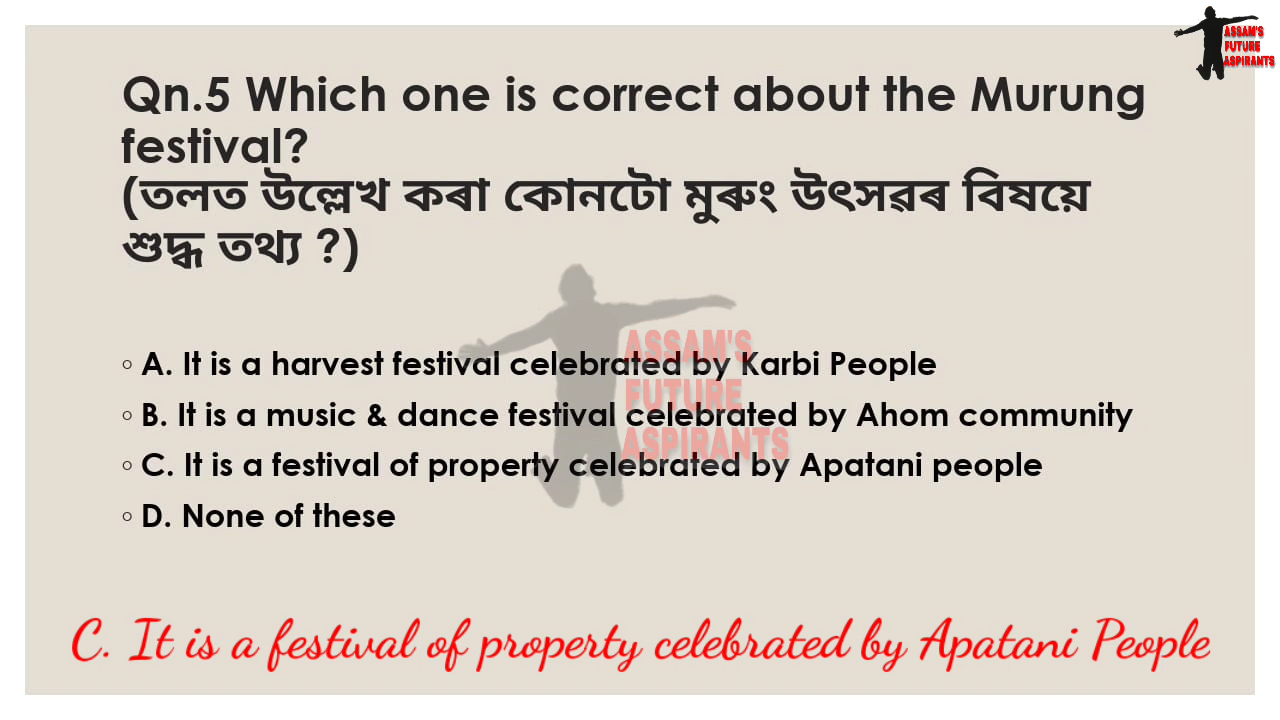 ASSAM'S
FUTURE
ASPIRANTS
Qn.5 Which one is correct about the Murung
festival?
(তলত উল্লেখ কৰা কোনটো মুৰুং উৎসৱৰ বিষয়ে
শুদ্ধ তথ্য ?)
ASSAM'S
FUTURE
ASPIRANTS
◦ A. It is a harvest festival celebrated by Karbi People
◦ B. It is a music & dance festival celebrated by Ahom community
◦ C. It is a festival of property celebrated by Apatani people
◦ D. None of these
C. It is a festival of property celebrated by Apatani People